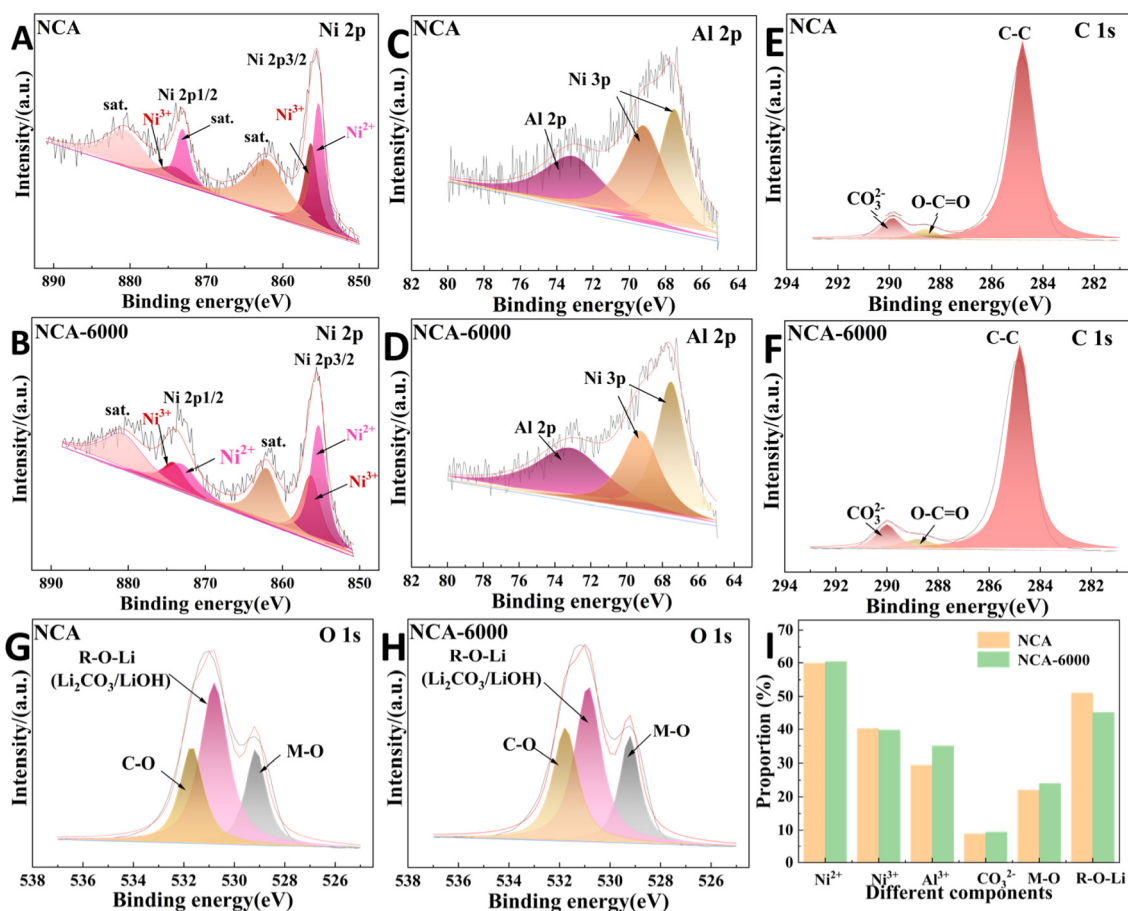 A
NCA
Ni 2p
Ni 2p3/2
Ni 2p1/2
sat.
Ni³⁺
sat.
sat.
Ni³⁺
Ni²⁺
Intensity/(a.u.)
890 880 870 860 850
Binding energy(eV)
C
NCA
Al 2p
Ni 3p
Al 2p
Intensity/(a.u.)
82 80 78 76 74 72 70 68 66 64
Binding energy (eV)
E
NCA
C 1s
C-C
CO₃²⁻
O-C=O
Intensity/(a.u.)
294 292 290 288 286 284 282
Binding energy (eV)
B
NCA-6000
Ni 2p
Ni 2p3/2
Ni 2p1/2
sat.
Ni³⁺
Ni²⁺
sat.
Ni²⁺
Ni³⁺
Intensity/(a.u.)
890 880 870 860 850
Binding energy(eV)
D
NCA-6000
Al 2p
Ni 3p
Al 2p
Intensity/(a.u.)
82 80 78 76 74 72 70 68 66 64
Binding energy (eV)
F
NCA-6000
C 1s
C-C
CO₃²⁻
O-C=O
Intensity/(a.u.)
294 292 290 288 286 284 282
Binding energy (eV)
G
NCA
O 1s
R-O-Li
(Li₂CO₃/LiOH)
C-O
M-O
Intensity/(a.u.)
538 536 534 532 530 528 526
Binding energy (eV)
H
NCA-6000
O 1s
R-O-Li
(Li₂CO₃/LiOH)
C-O
M-O
Intensity/(a.u.)
538 536 534 532 530 528 526
Binding energy (eV)
I
NCA
NCA-6000
Proportion (%)
70
60
50
40
30
20
10
0
Ni²⁺ Ni³⁺ Al³⁺ CO₃²⁻ M-O R-O-Li
Different components